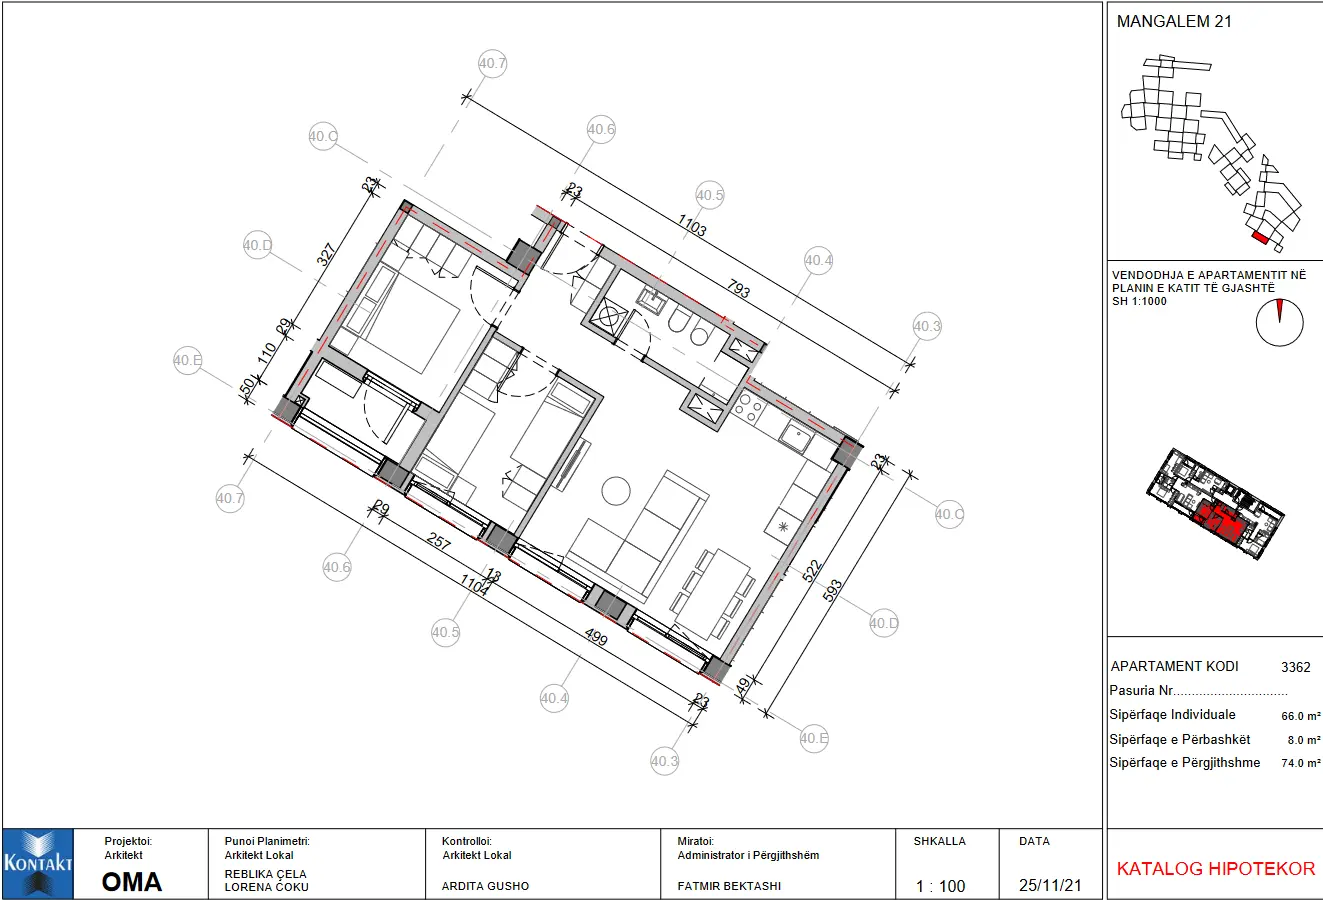 MANGALEM 21
VENDODHJA E APARTAMENTIT NË
PLANIN E KATIT TË GJASHTË
SH 1:1000
40.7
40.6
40.C
40.5
40.D
40.4
40.3
40.E
40.7
40.6
40.5
40.4
40.3
40.C
40.D
40.E
23
327
29
110
50
23
1103
793
23
522
593
49
29
257
13
1104
499
23
APARTAMENT KODI 3362
Pasuria Nr...............................
Sipërfaqe Individuale 66.0 m²
Sipërfaqe e Përbashkët 8.0 m²
Sipërfaqe e Përgjithshme 74.0 m²
KONTAKT
Projektoi:
Arkitekt
OMA
Punoi Planimetri:
Arkitekt Lokal
REBLIKA ÇELA
LORENA COKU
Kontrolloi:
Arkitekt Lokal
ARDITA GUSHO
Miratoi:
Administrator i Përgjithshëm
FATMIR BEKTASHI
SHKALLA
1 : 100
DATA
25/11/21
KATALOG HIPOTEKOR